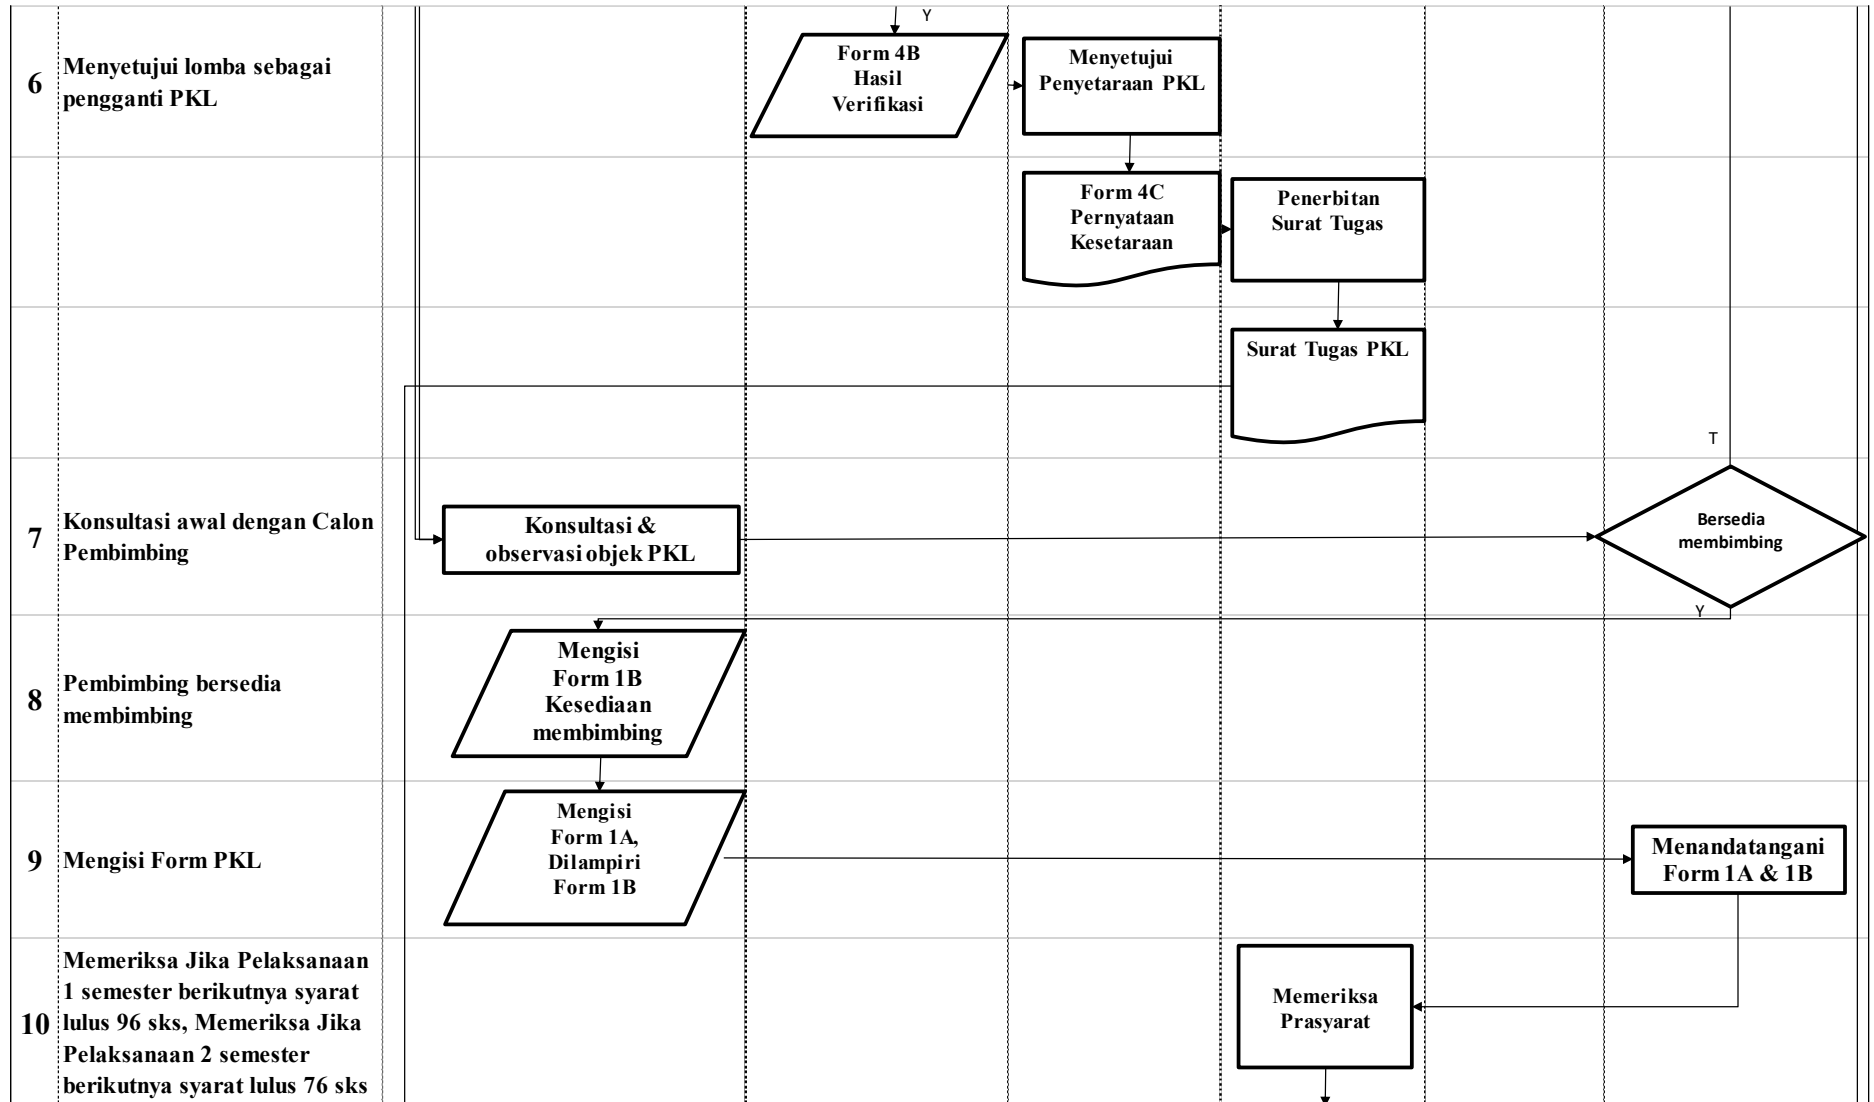 Y
6
Menyetujui lomba sebagai
pengganti PKL
Form 4B
Hasil
Verifikasi
Menyetujui
Penyetaraan PKL
Form 4C
Pernyataan
Kesetaraan
Penerbitan
Surat Tugas
Surat Tugas PKL
T
7
Konsultasi awal dengan Calon
Pembimbing
Konsultasi &
observasi objek PKL
Bersedia
membimbing
Y
8
Pembimbing bersedia
membimbing
Mengisi
Form 1B
Kesediaan
membimbing
9
Mengisi Form PKL
Mengisi
Form 1A,
Dilampiri
Form 1B
Menandatangani
Form 1A & 1B
10
Memeriksa Jika Pelaksanaan
1 semester berikutnya syarat
lulus 96 sks, Memeriksa Jika
Pelaksanaan 2 semester
berikutnya syarat lulus 76 sks
Memeriksa
Prasyarat